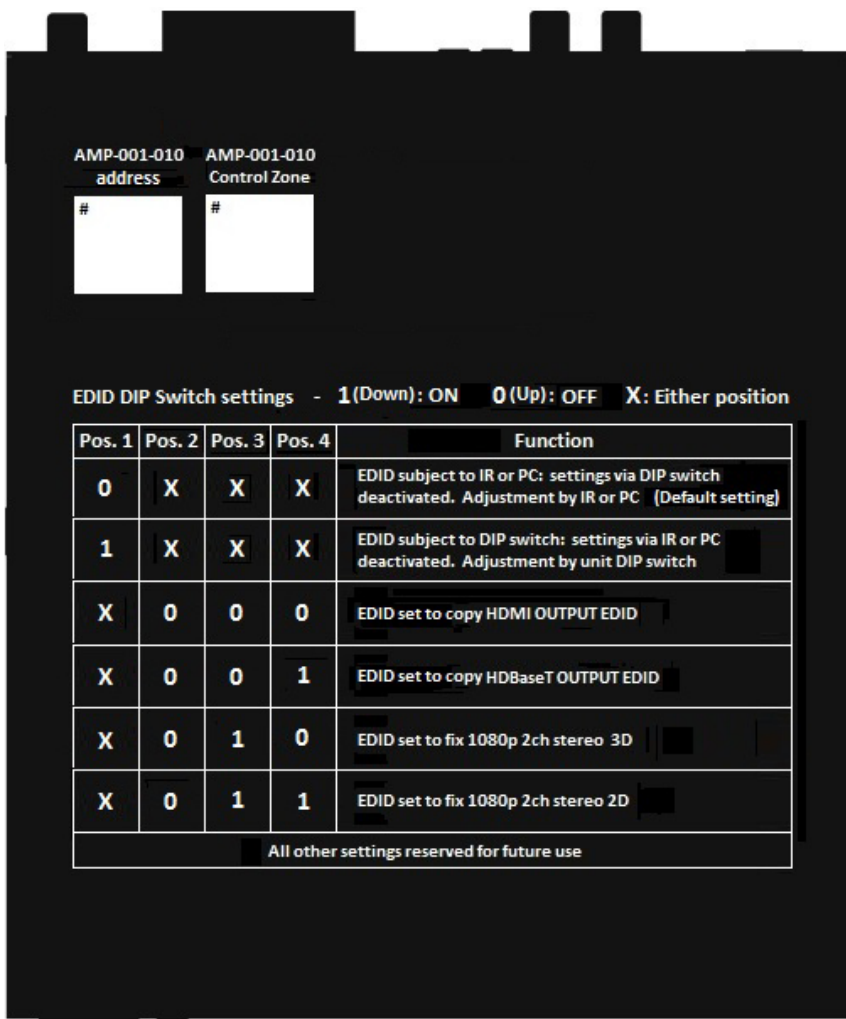 AMP-001-010 AMP-001-010
address Control Zone
# #
EDID DIP Switch settings - 1(Down): ON 0(Up): OFF X: Either position
Pos. 1 Pos. 2 Pos. 3 Pos. 4 Function
0 X X X EDID subject to IR or PC: settings via DIP switch
deactivated. Adjustment by IR or PC (Default setting)
1 X X X EDID subject to DIP switch: settings via IR or PC
deactivated. Adjustment by unit DIP switch
X 0 0 0 EDID set to copy HDMI OUTPUT EDID
X 0 0 1 EDID set to copy HDBaseT OUTPUT EDID
X 0 1 0 EDID set to fix 1080p 2ch stereo 3D
X 0 1 1 EDID set to fix 1080p 2ch stereo 2D
All other settings reserved for future use